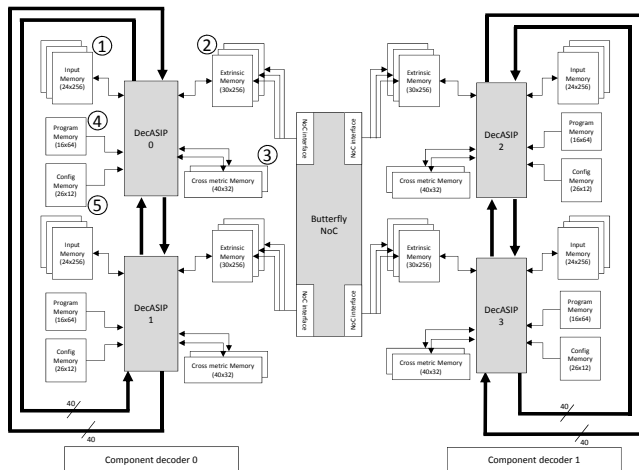 ①
Input
Memory
(24x256)
②
Extrinsic
Memory
(30x256)
DecASIP
0
④
Program
Memory
(16x64)
③
Cross metric Memory
(40x32)
Config
Memory
(26x12)
⑤
Input
Memory
(24x256)
Extrinsic
Memory
(30x256)
DecASIP
1
Program
Memory
(16x64)
Config
Memory
(26x12)
Cross metric Memory
(40x32)
40
40
Component decoder 0
NoC interface
NoC interface
Butterfly
NoC
NoC interface
NoC interface
Extrinsic
Memory
(30x256)
Input
Memory
(24x256)
DecASIP
2
Program
Memory
(16x64)
Cross metric Memory
(40x32)
Config
Memory
(26x12)
Extrinsic
Memory
(30x256)
Input
Memory
(24x256)
DecASIP
3
Program
Memory
(16x64)
Cross metric Memory
(40x32)
Config
Memory
(26x12)
40
40
Component decoder 1